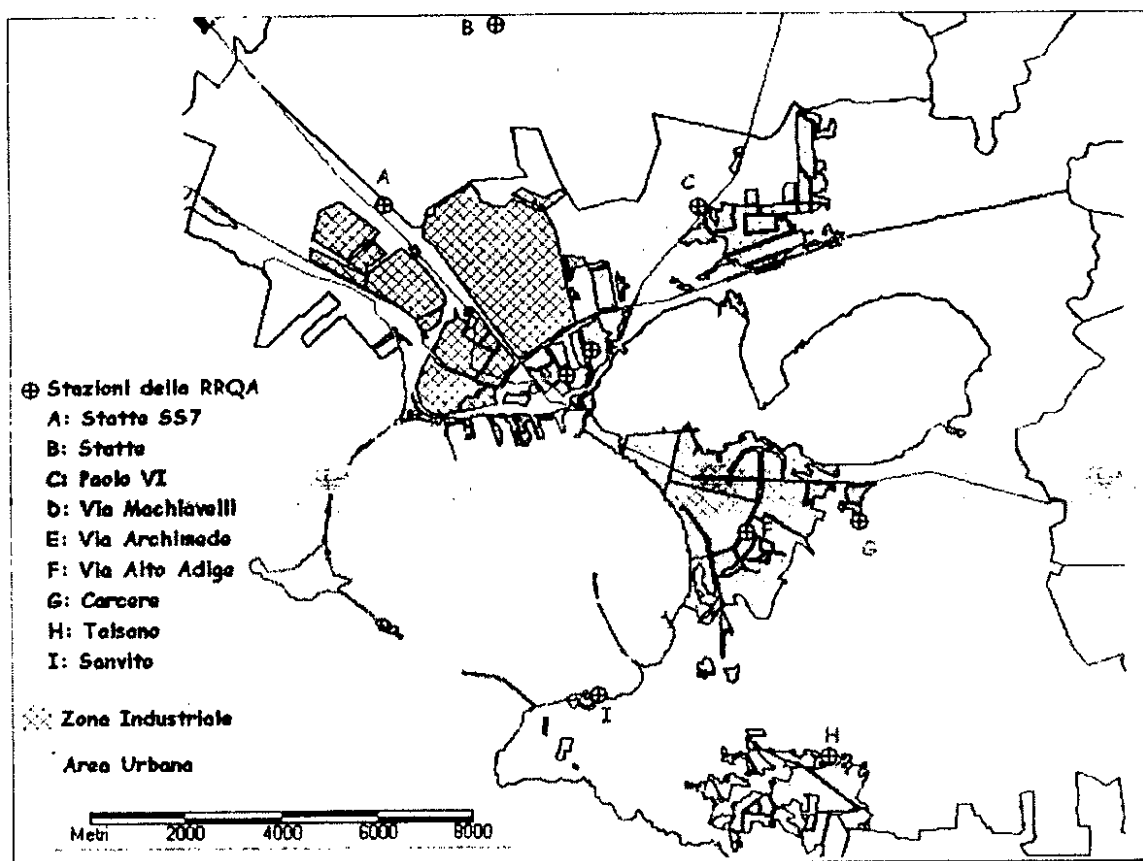 B
A
C
Stazioni della RRQA
A: Statte SS7
B: Statte
C: Paolo VI
D: Via Machiavelli
E: Via Archimede
F: Via Alto Adige
G: Carcere
H: Talsano
I: Sanvito
F
G
I
H
Zona Industriale
Area Urbana
Metri 2000 4000 6000 8000